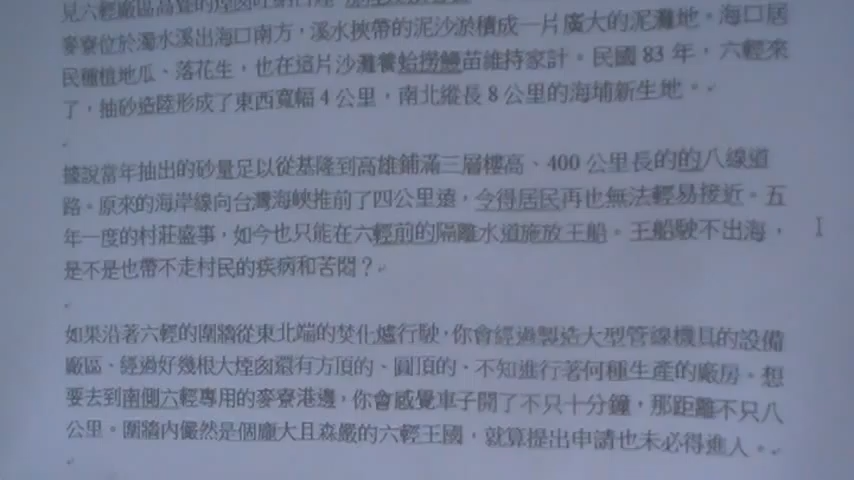 見六輕廠區高聳的煙囪
麥寮位於濁水溪出海口南方，溪水挾帶的泥沙淤積成一片廣大的泥灘地。海口居
民種植地瓜、落花生，也在這片沙灘養蛤撈鰻苗維持家計。民國 83 年，六輕來
了，抽砂造陸形成了東西寬幅 4 公里，南北縱長 8 公里的海埔新生地。
據說當年抽出的砂量足以從基隆到高雄鋪滿三層樓高、400 公里長的的八線道
路。原來的海岸線向台灣海峽推前了四公里遠，令得居民再也無法輕易接近。五
年一度的村莊盛事，如今也只能在六輕前的隔離水道施放王船。王船駛不出海，
是不是也帶不走村民的疾病和苦悶？
如果沿著六輕的圍牆從東北端的焚化爐行駛，你會經過製造大型管線機具的設備
廠區、經過好幾根大煙囪還有方頂的、圓頂的、不知進行著何種生產的廠房。想
要去到南側六輕專用的麥寮港邊，你會感覺車子開了不只十分鐘，那距離不只八
公里。圍牆內儼然是個龐大且森嚴的六輕王國，就算提出申請也未必得進入。